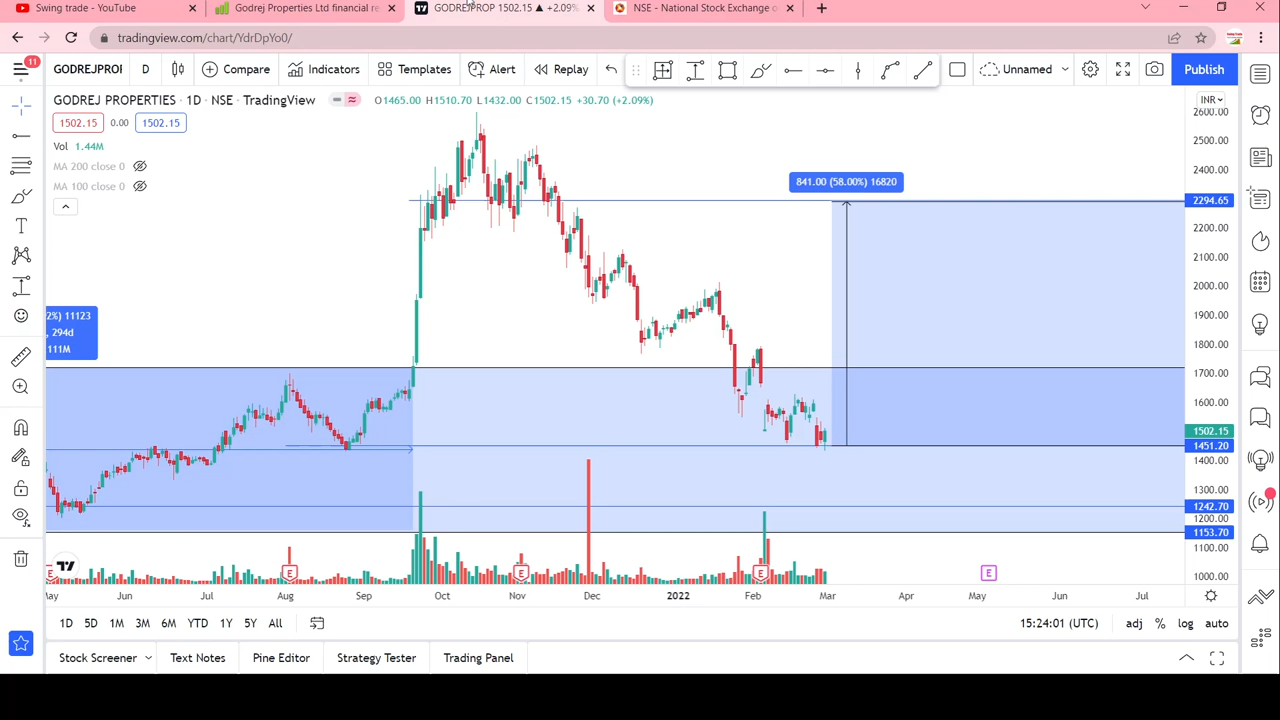 Swing trade - YouTube
Godrej Properties Ltd financial re
GODREJPROP 1502.15 ▲ +2.09%
NSE - National Stock Exchange o
tradingview.com/chart/YdrDpYo0/
11
GODREJPROI
D
Compare
Indicators
Templates
Alert
Replay
Unnamed
Publish
GODREJ PROPERTIES · 1D · NSE · TradingView
O1465.00 H1510.70 L1432.00 C1502.15 +30.70 (+2.09%)
INR
1502.15
0.00
1502.15
Vol 1.44M
MA 200 close 0
MA 100 close 0
841.00 (58.00%) 16820
2%) 11123
, 294d
111M
2600.00
2500.00
2400.00
2294.65
2200.00
2100.00
2000.00
1900.00
1800.00
1700.00
1600.00
1502.15
1451.20
1400.00
1300.00
1242.70
1200.00
1153.70
1100.00
1000.00
E
E
E
E
E
May
Jun
Jul
Aug
Sep
Oct
Nov
Dec
2022
Feb
Mar
Apr
May
Jun
Jul
1D
5D
1M
3M
6M
YTD
1Y
5Y
All
15:24:01 (UTC)
adj
%
log
auto
Stock Screener
Text Notes
Pine Editor
Strategy Tester
Trading Panel